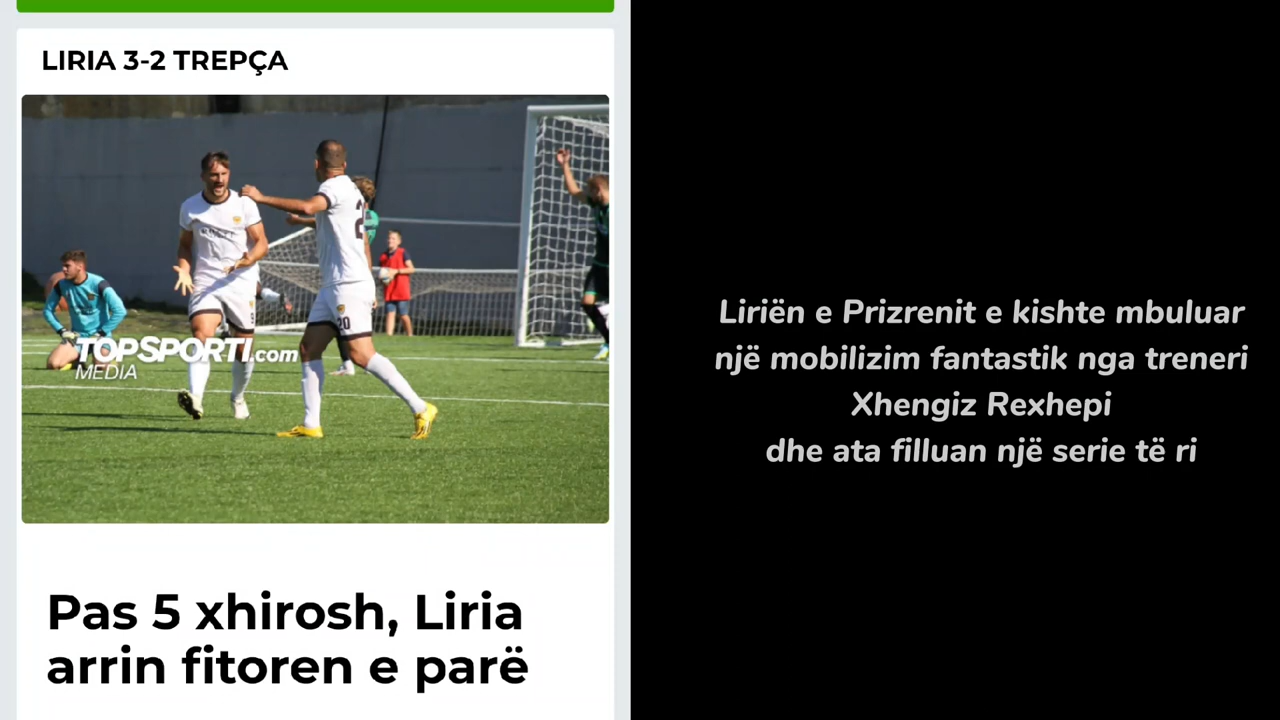 LIRIA 3-2 TREPÇA
TOPSPORTI.com
MEDIA
20
Pas 5 xhirosh, Liria
arrin fitoren e parë
Liriën e Prizrenit e kishte mbuluar
një mobilizim fantastik nga treneri
Xhengiz Rexhepi
dhe ata filluan një serie të ri